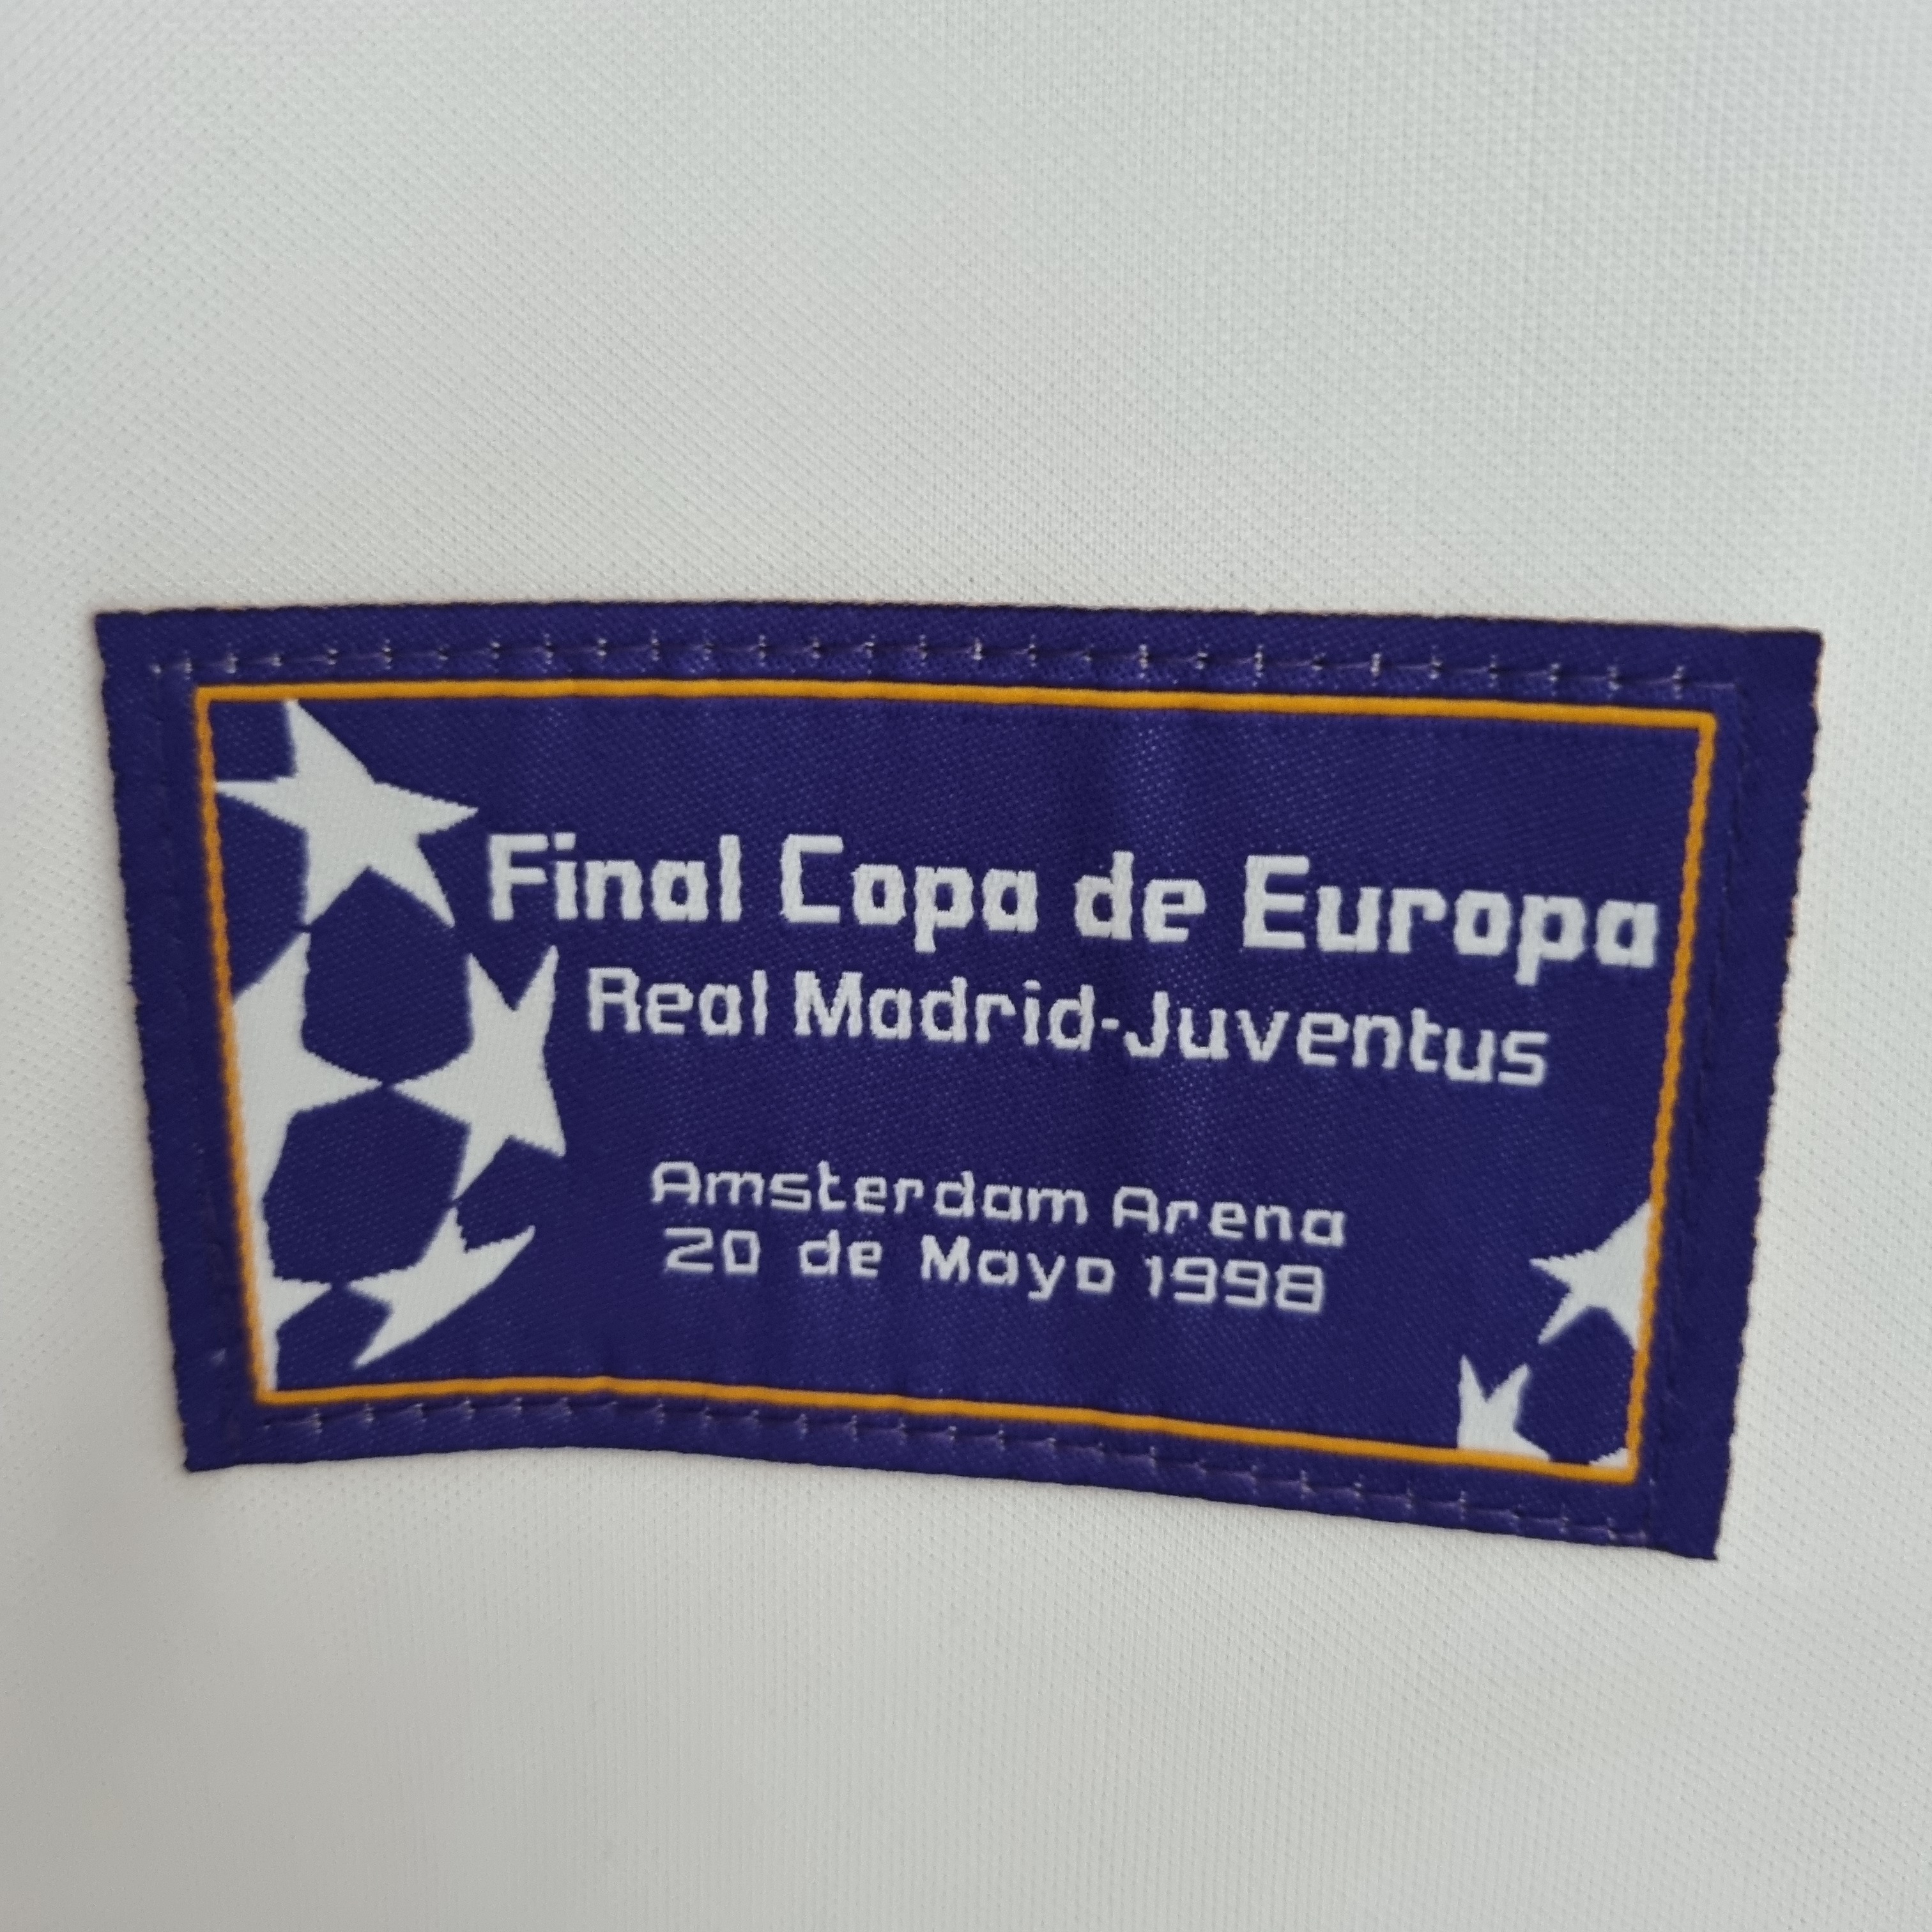 Final Copa de Europa
Real Madrid-Juventus
Amsterdam Arena
20 de Mayo 1998